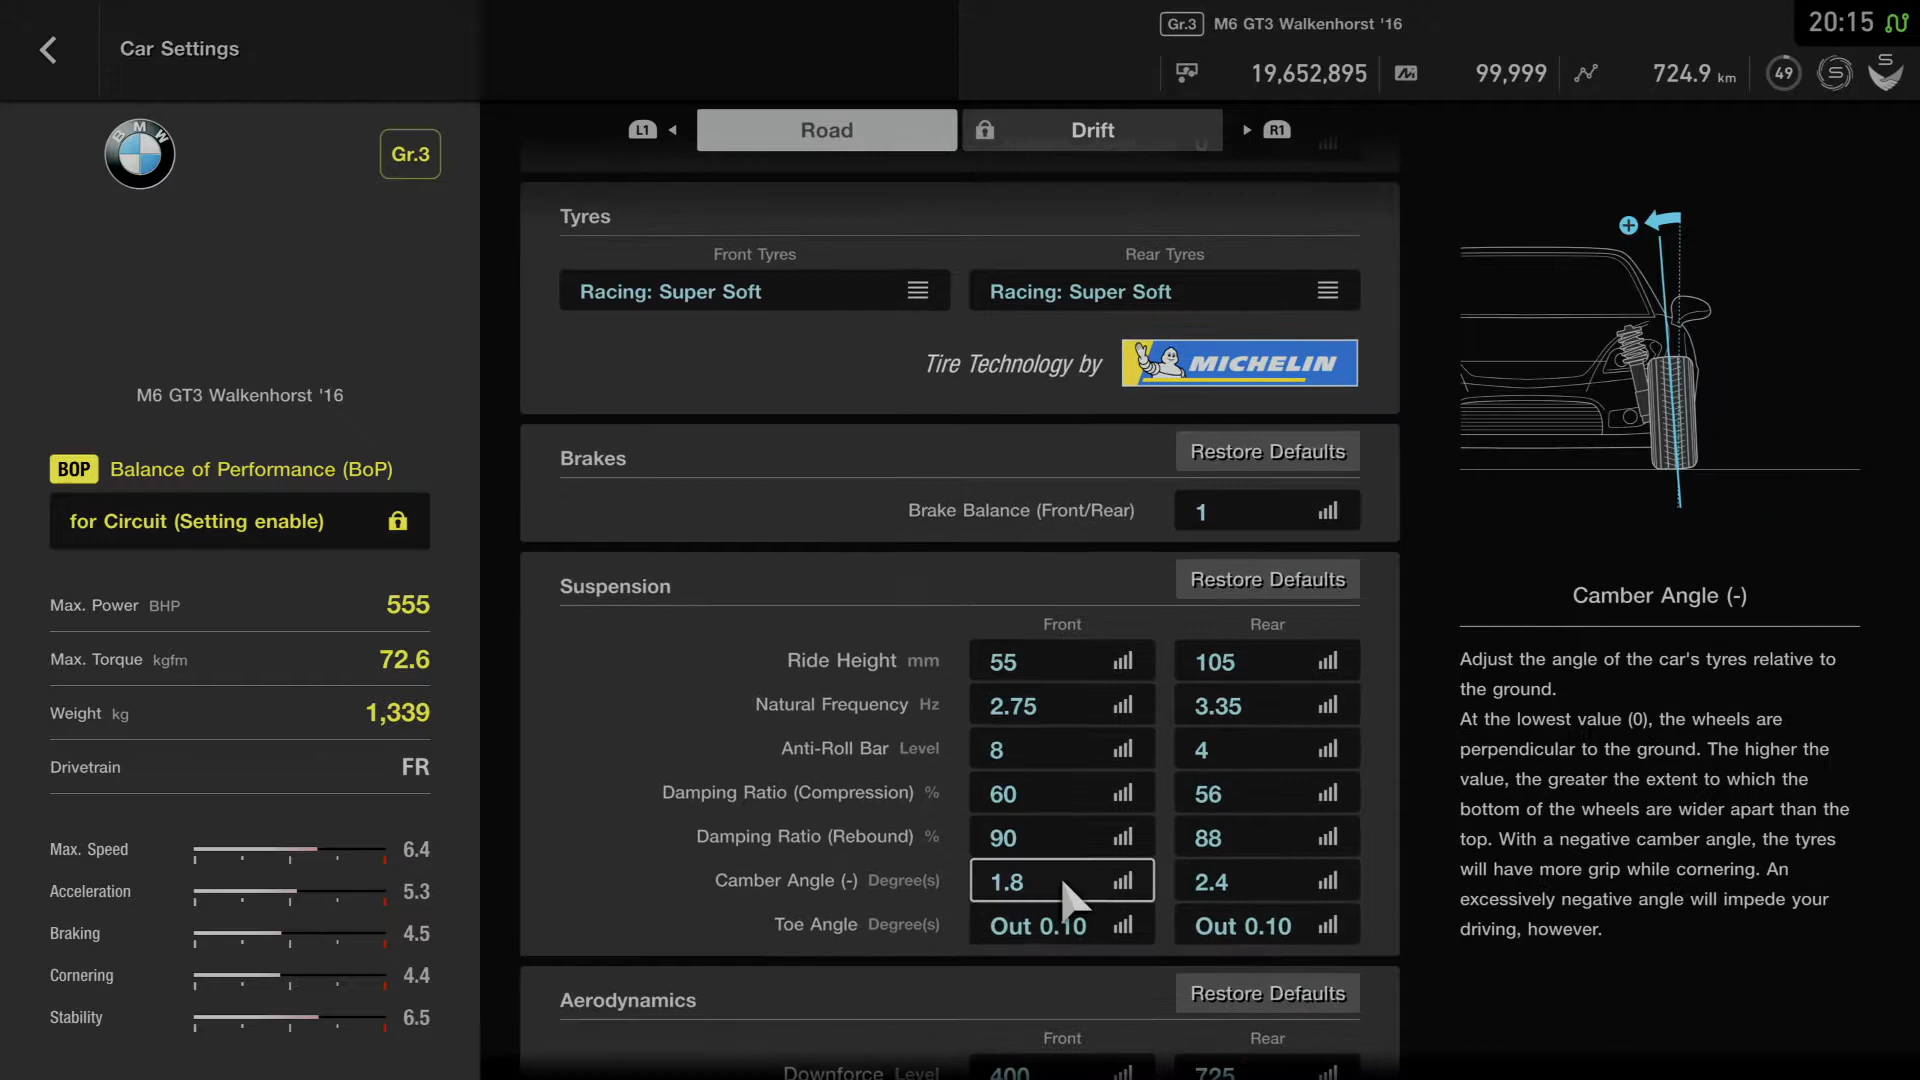 Car Settings
Gr.3 M6 GT3 Walkenhorst '16
20:15
19,652,895
99,999
724.9 km
49
S
S
BMW
Gr.3
M6 GT3 Walkenhorst '16
BOP Balance of Performance (BoP)
for Circuit (Setting enable)
Max. Power BHP 555
Max. Torque kgfm 72.6
Weight kg 1,339
Drivetrain FR
Max. Speed 6.4
Acceleration 5.3
Braking 4.5
Cornering 4.4
Stability 6.5
L1 Road Drift R1
Tyres
Front Tyres Rear Tyres
Racing: Super Soft Racing: Super Soft
Tire Technology by MICHELIN
Brakes Restore Defaults
Brake Balance (Front/Rear) 1
Suspension Restore Defaults
Front Rear
Ride Height mm 55 105
Natural Frequency Hz 2.75 3.35
Anti-Roll Bar Level 8 4
Damping Ratio (Compression) % 60 56
Damping Ratio (Rebound) % 90 88
Camber Angle (-) Degree(s) 1.8 2.4
Toe Angle Degree(s) Out 0.10 Out 0.10
Aerodynamics Restore Defaults
Front Rear
Downforce Level 400 725
Camber Angle (-)
Adjust the angle of the car's tyres relative to
the ground.
At the lowest value (0), the wheels are
perpendicular to the ground. The higher the
value, the greater the extent to which the
bottom of the wheels are wider apart than the
top. With a negative camber angle, the tyres
will have more grip while cornering. An
excessively negative angle will impede your
driving, however.